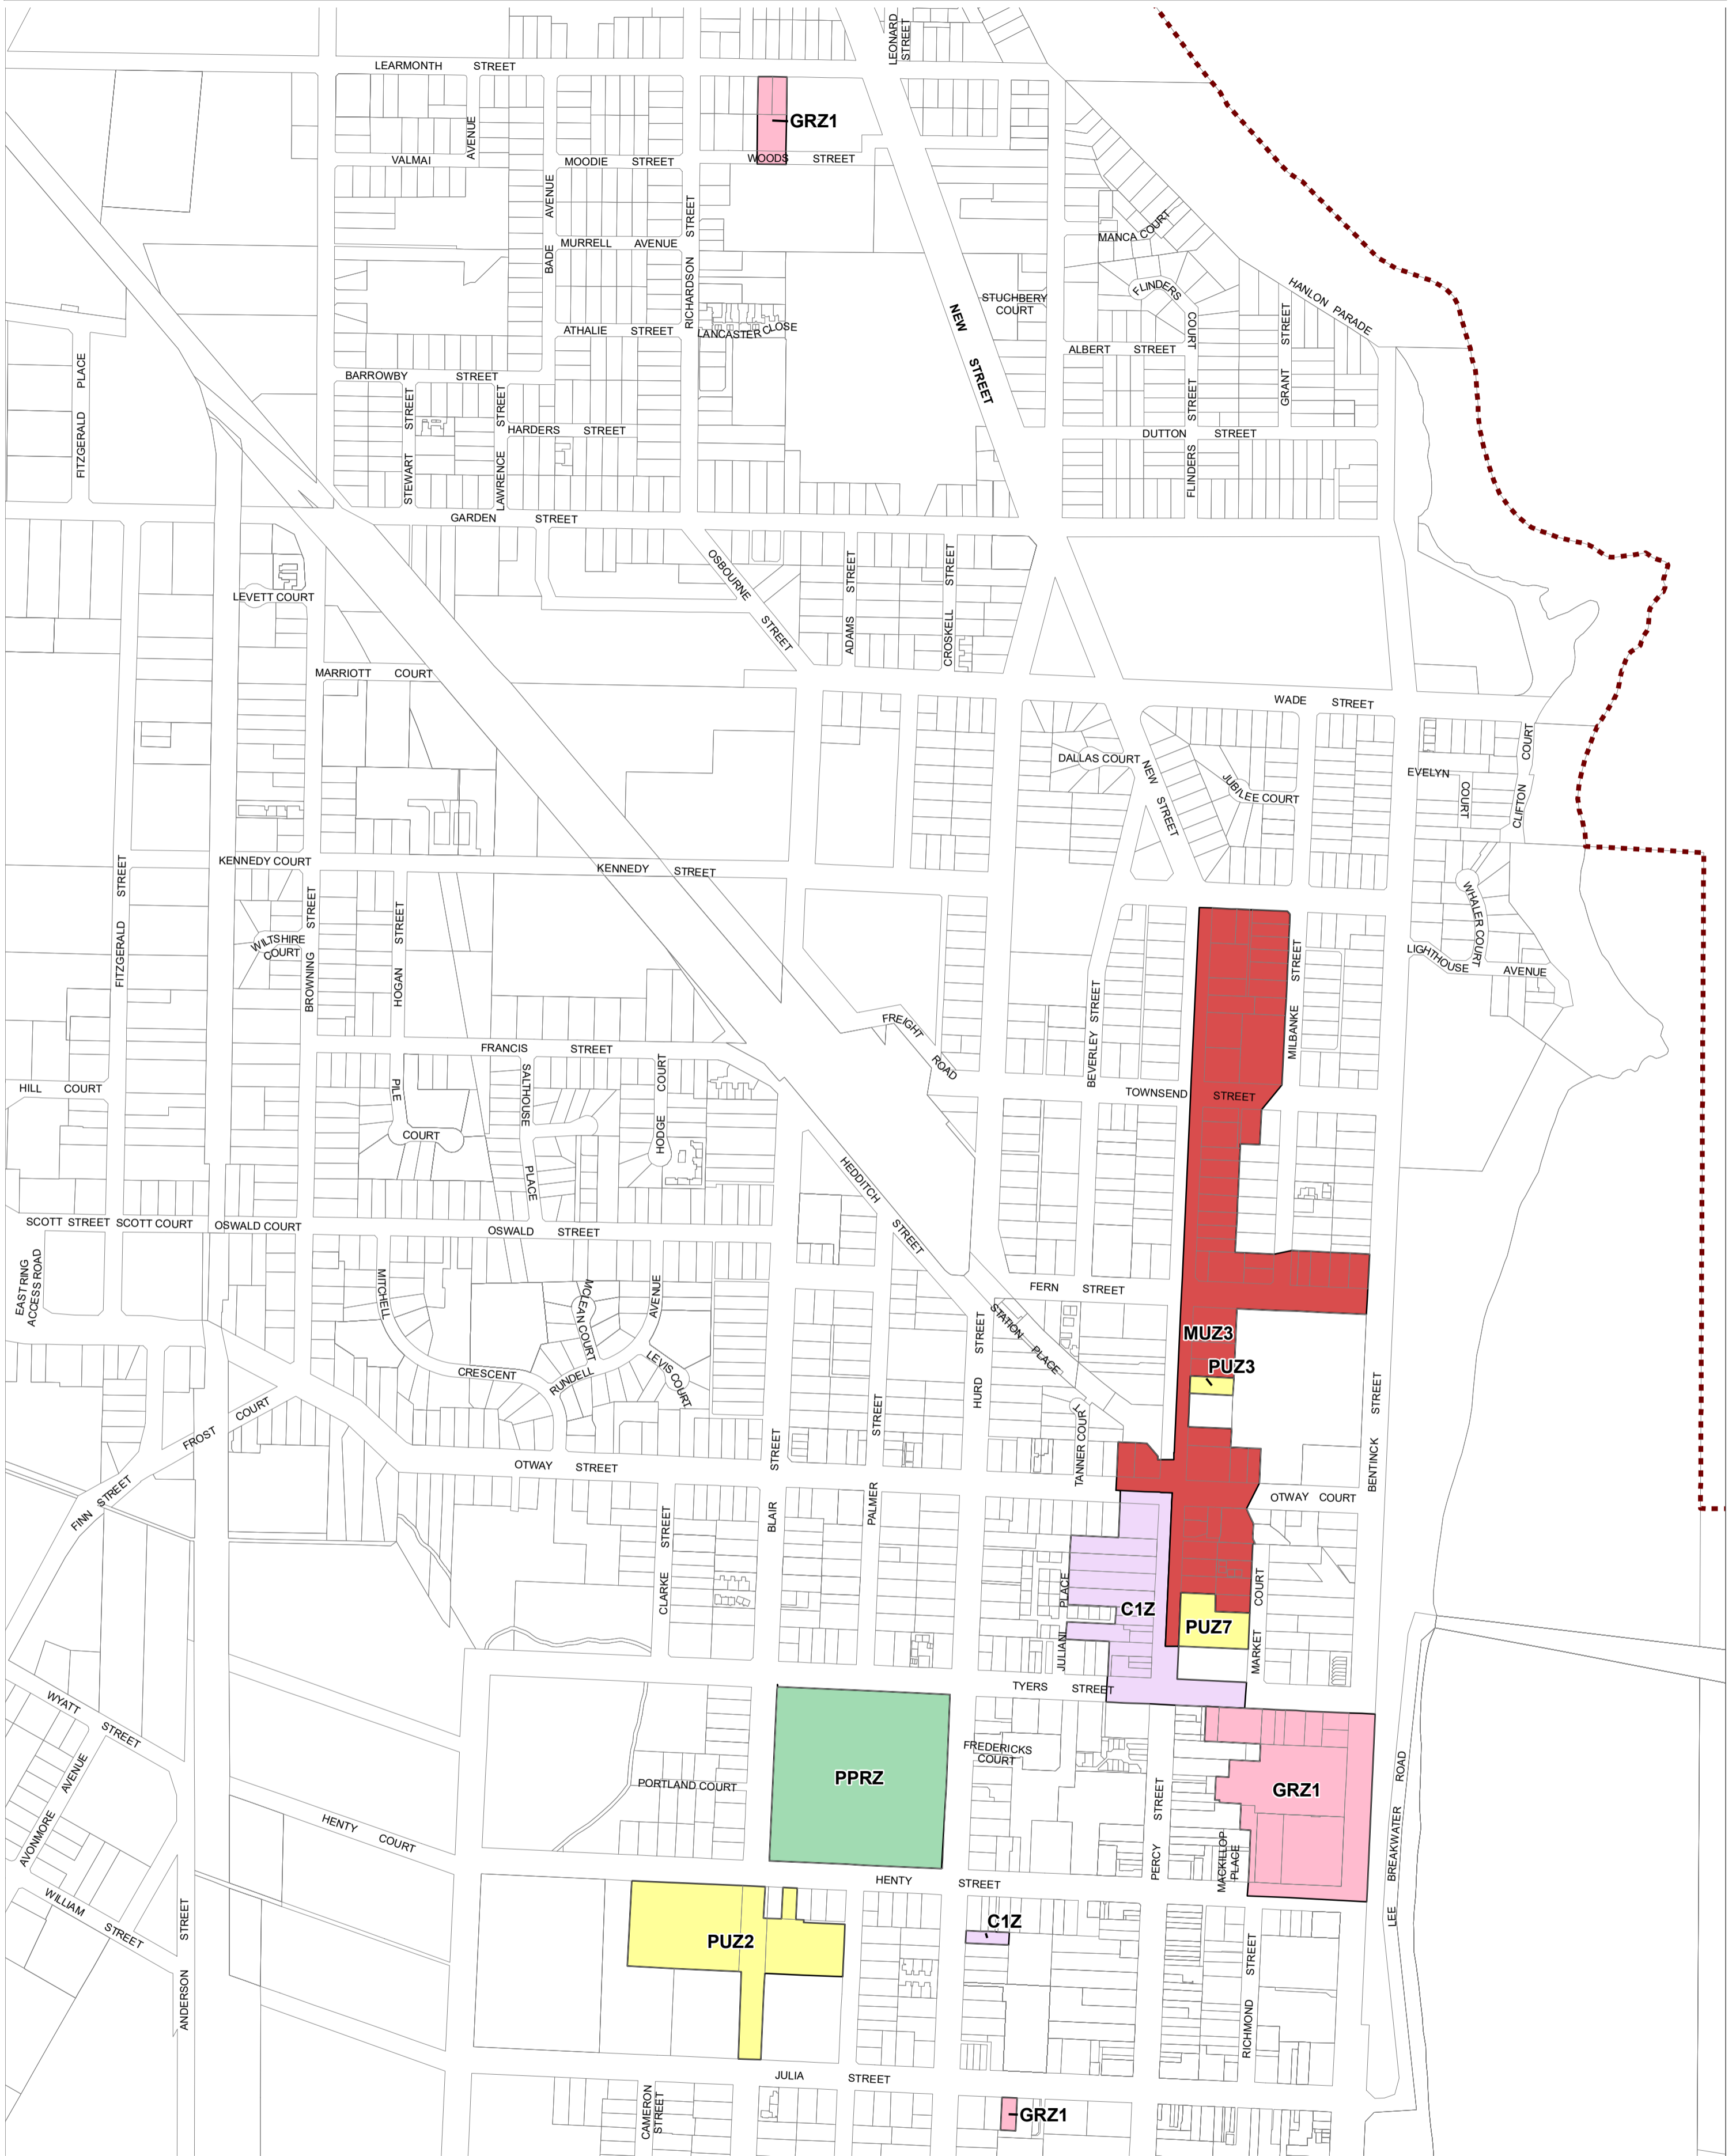 LEONARD
STREET
LEARMONTH STREET
AVENUE
GRZ1
VALMAI
MOODIE STREET
WOODS STREET
AVENUE
BADE
STREET
RICHARDSON
MURRELL AVENUE
MANCA COURT
FLINDERS
COURT
HANLON PARADE
STUCHBERY
COURT
NEW
STREET
ATHALIE STREET
LANCASTER CLOSE
STREET
GRANT
ALBERT STREET
PLACE
FITZGERALD
BARROWBY STREET
STREET
STEWART
STREET
LAWRENCE
HARDERS STREET
STREET
FLINDERS
DUTTON STREET
GARDEN STREET
OSBOURNE
STREET
STREET
ADAMS
STREET
CROSKELL
LEVETT COURT
MARRIOTT COURT
WADE STREET
DALLAS COURT
NEW
STREET
JUBILEE COURT
EVELYN
COURT
COURT
CLIFTON
KENNEDY COURT
KENNEDY STREET
STREET
FITZGERALD
STREET
BROWNING
STREET
HOGAN
WILTSHIRE
COURT
WHALER COURT
LIGHTHOUSE AVENUE
STREET
MILBANKE
STREET
BEVERLEY
FREIGHT
ROAD
FRANCIS STREET
HILL COURT
PILE
COURT
SALTHOUSE
PLACE
COURT
HODGE
TOWNSEND STREET
HEDDITCH
STREET
SCOTT STREET
SCOTT COURT
OSWALD COURT
OSWALD STREET
EAST RING
ACCESS ROAD
MITCHELL
CRESCENT
MCLEAN COURT
AVENUE
RUNDELL
LEVIS COURT
FERN STREET
STATION
PLACE
STREET
HURD
MUZ3
PUZ3
STREET
BENTINCK
FROST COURT
FINN STREET
OTWAY STREET
STREET
BLAIR
STREET
PALMER
TANNER COURT
OTWAY COURT
STREET
CLARKE
PLACE
JULIANI
C1Z
PUZ7
COURT
MARKET
TYERS STREET
WYATT
STREET
AVENUE
AVONMORE
PORTLAND COURT
PPRZ
FREDERICKS
COURT
STREET
PERCY
GRZ1
MACKILLOP
PLACE
ROAD
BREAKWATER
LEE
HENTY COURT
HENTY STREET
WILLIAM
STREET
STREET
ANDERSON
PUZ2
C1Z
STREET
RICHMOND
JULIA STREET
CAMERON
STREET
GRZ1